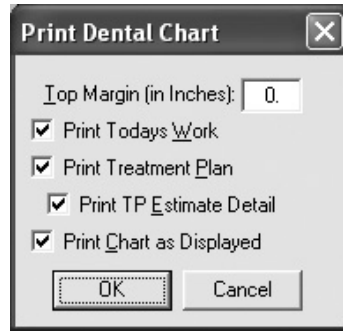 Print Dental Chart
Top Margin (in Inches): 0.
Print Todays Work
Print Treatment Plan
Print TP Estimate Detail
Print Chart as Displayed
OK Cancel